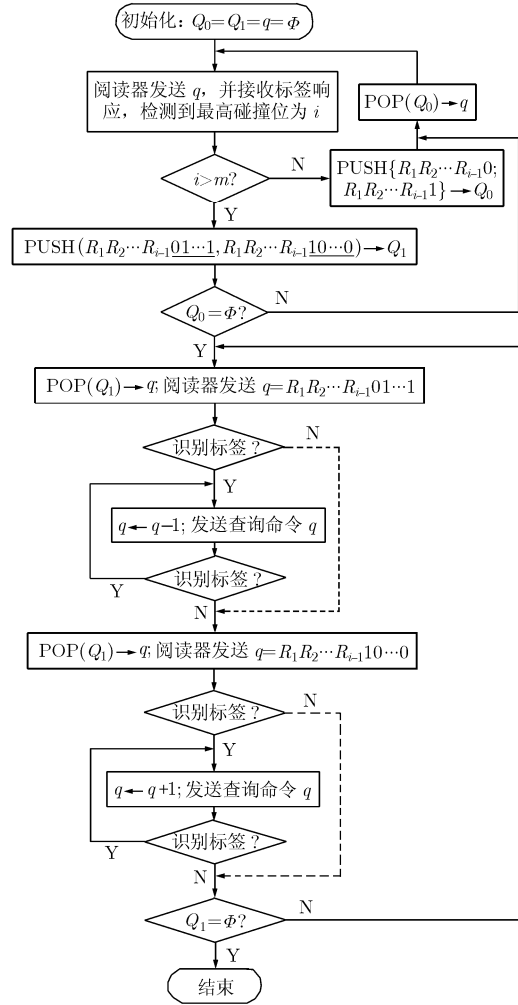 初始化: Q₀=Q₁=q=Φ
阅读器发送 q, 并接收标签响
应, 检测到最高碰撞位为 i
POP(Q₀)→q
i>m?
N
PUSH{R₁R₂⋯Rᵢ₋₁0;
R₁R₂⋯Rᵢ₋₁1}→Q₀
Y
PUSH(R₁R₂⋯Rᵢ₋₁01⋯1,R₁R₂⋯Rᵢ₋₁10⋯0)→Q₁
Q₀=Φ?
N
Y
POP(Q₁)→q; 阅读器发送 q=R₁R₂⋯Rᵢ₋₁01⋯1
识别标签?
N
Y
q←q-1; 发送查询命令 q
识别标签?
Y
N
POP(Q₁)→q; 阅读器发送 q=R₁R₂⋯Rᵢ₋₁10⋯0
识别标签?
N
Y
q←q+1; 发送查询命令 q
识别标签?
Y
N
Q₁=Φ?
N
Y
结束